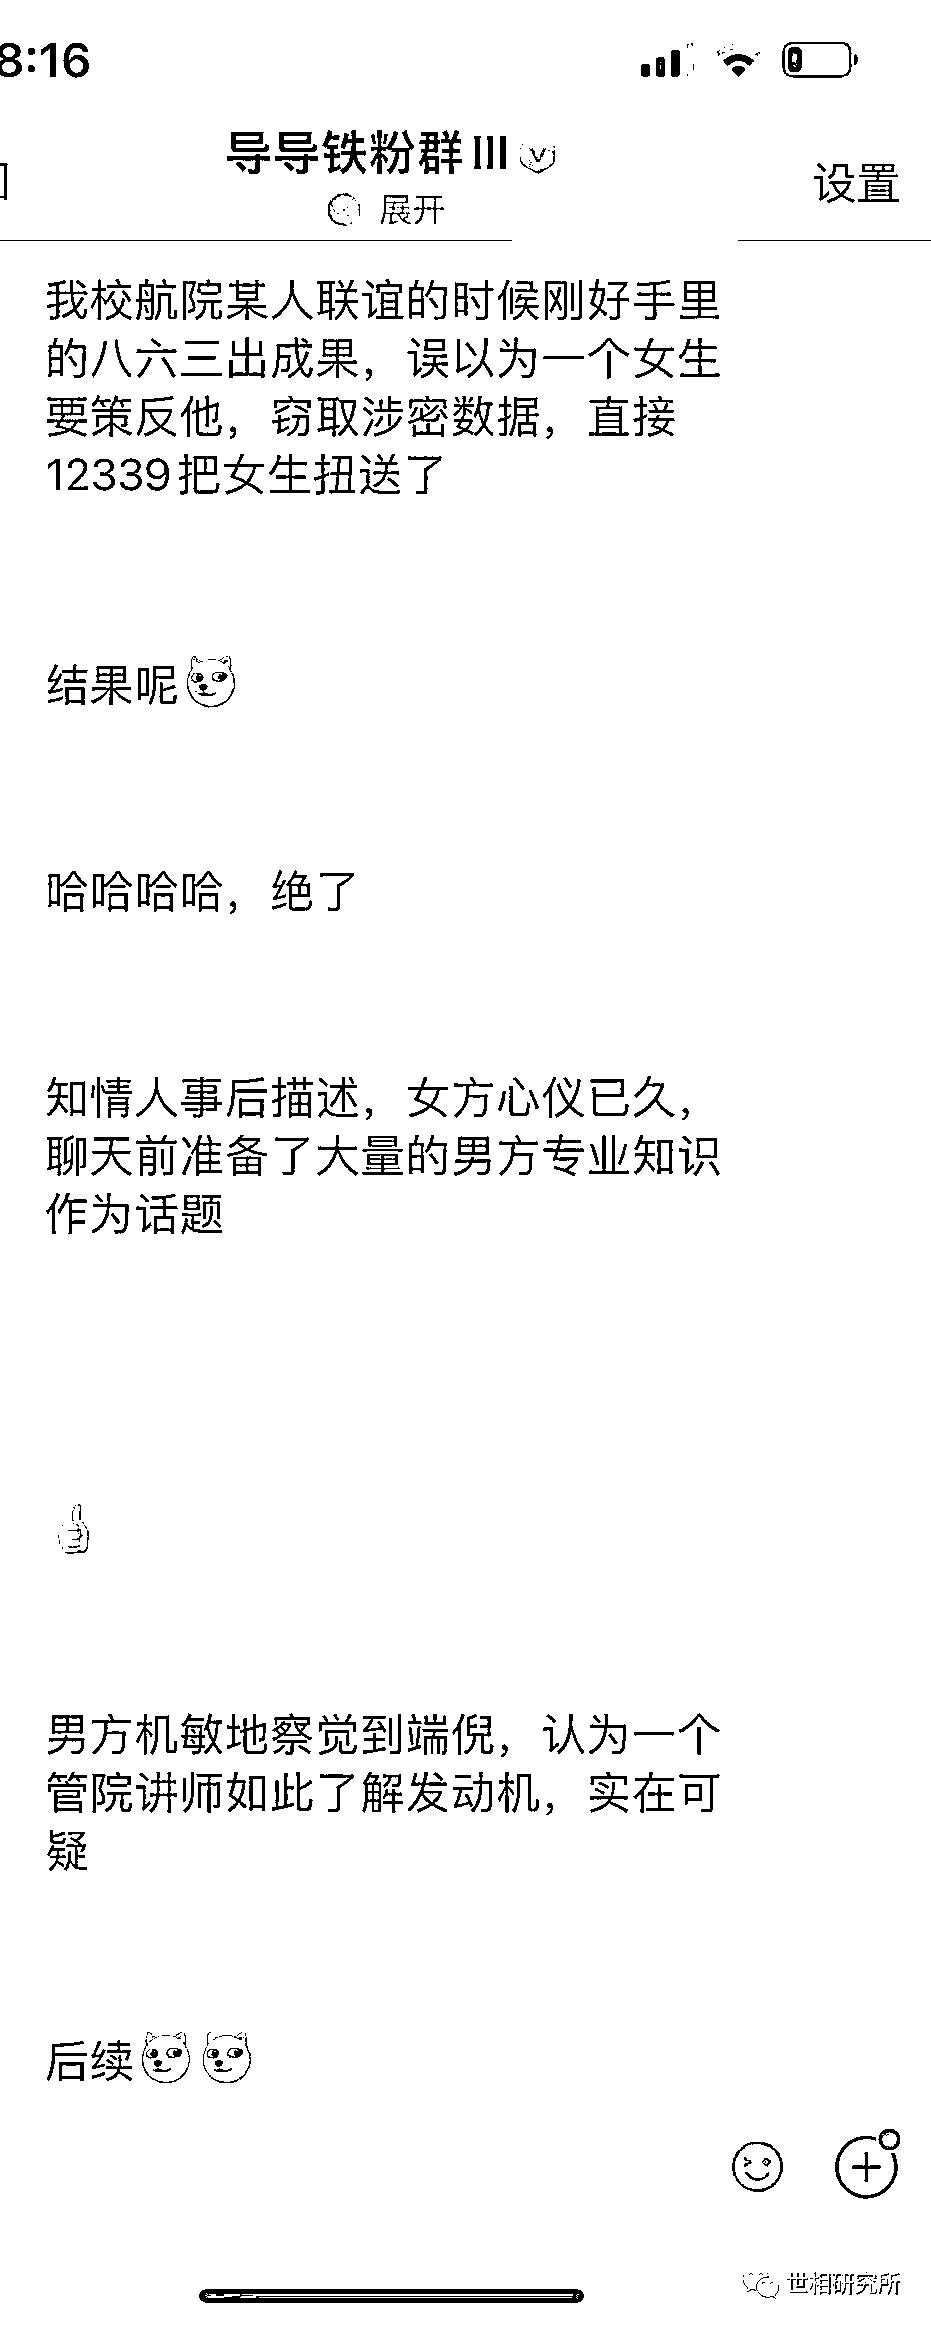 8:16
导导铁粉群III
展开
设置
我校航院某人联谊的时候刚好手里
的八六三出成果，误以为一个女生
要策反他，窃取涉密数据，直接
12339把女生扭送了
结果呢
哈哈哈哈，绝了
知情人事后描述，女方心仪已久，
聊天前准备了大量的男方专业知识
作为话题
男方机敏地察觉到端倪，认为一个
管院讲师如此了解发动机，实在可
疑
后续
世相研究所